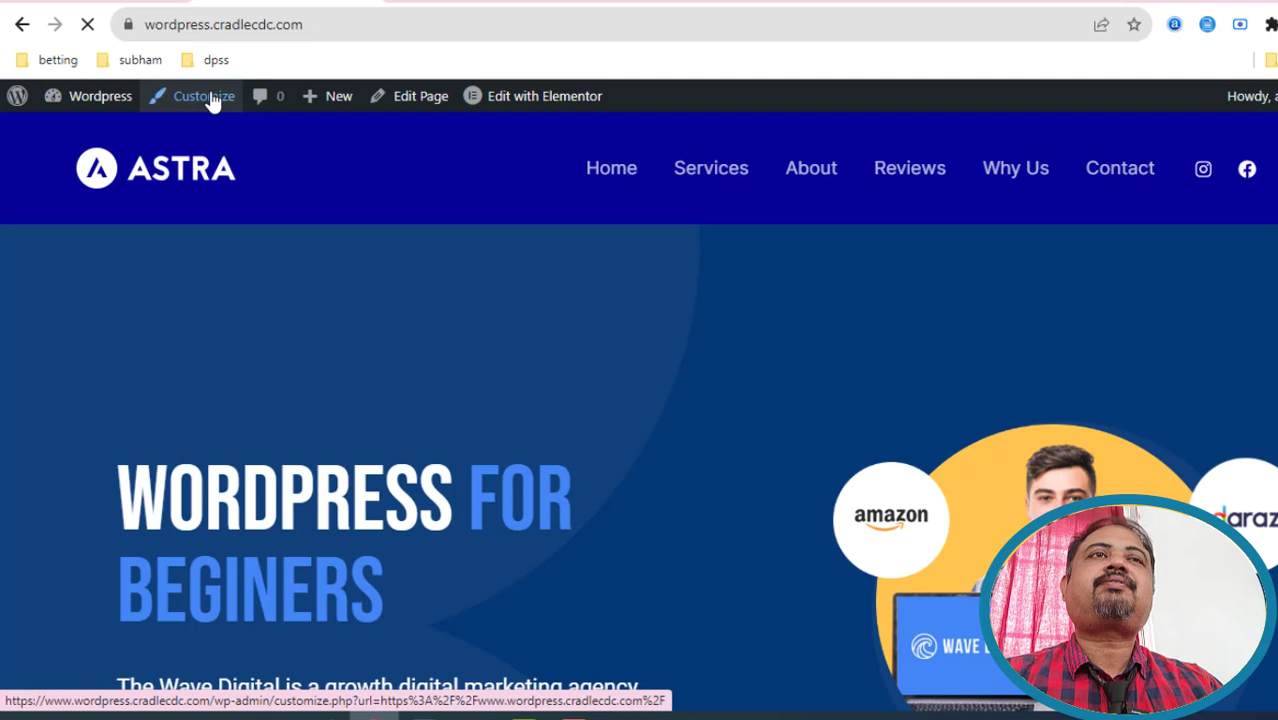 wordpress.cradlecdc.com
betting subham dpss
Wordpress Customize 0 New Edit Page Edit with Elementor Howdy, a
ASTRA Home Services About Reviews Why Us Contact
WORDPRESS FOR
BEGINERS
amazon
daraz
WAVE
The Wave Digital is a growth digital marketing agency
https://www.wordpress.cradlecdc.com/wp-admin/customize.php?url=https%3A%2F%2Fwww.wordpress.cradlecdc.com%2F